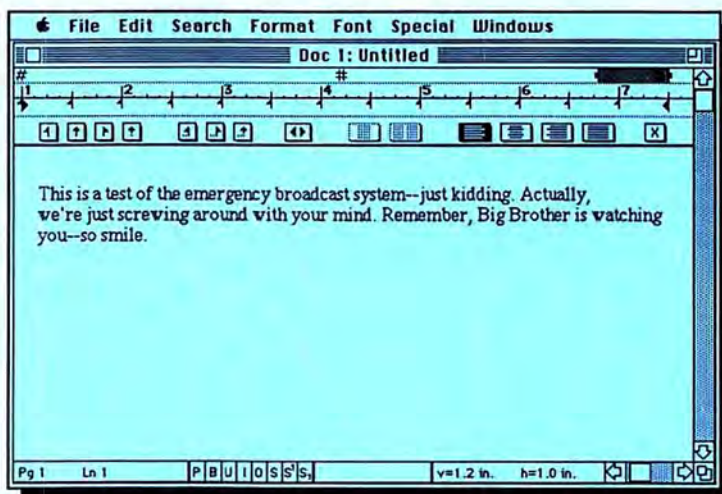 File Edit Search Format Font Special Windows
Doc 1: Untitled
# #
1 2 3 4 5 6 7
X
This is a test of the emergency broadcast system--just kidding. Actually,
we're just screwing around with your mind. Remember, Big Brother is watching
you--so smile.
Pg 1 Ln 1 P B U I O S S¹ S₁ v=1.2 in. h=1.0 in.